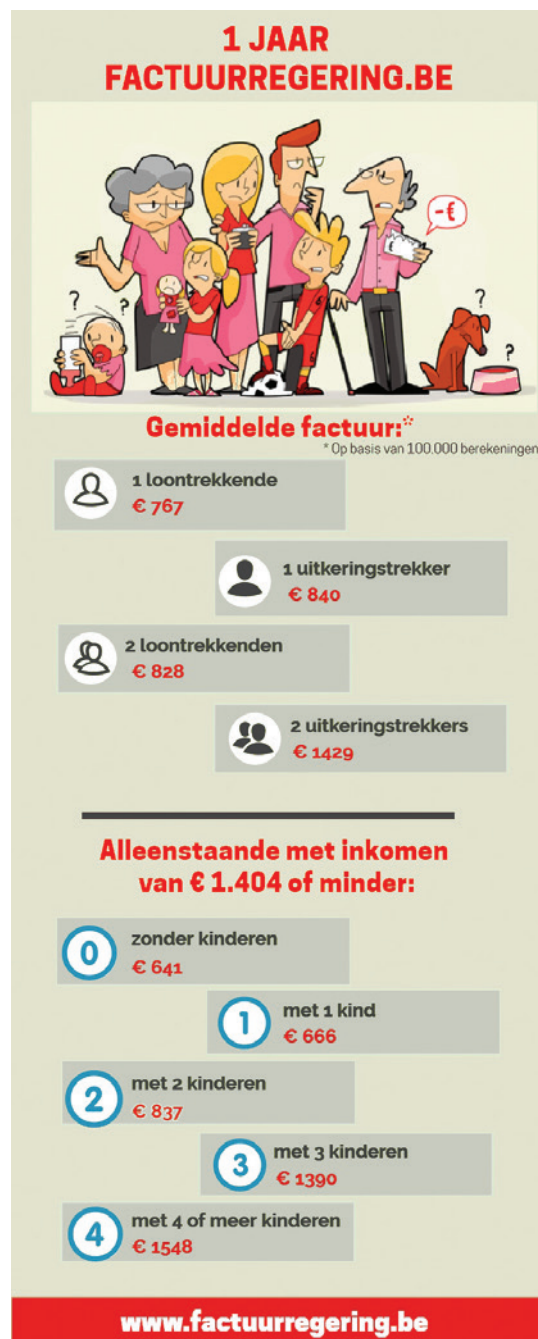 1 JAAR
FACTUURREGERING.BE
-€
?
?
?
?
Gemiddelde factuur:*
* Op basis van 100.000 berekeningen
1 loontrekkende
€ 767
1 uitkeringstrekker
€ 840
2 loontrekkenden
€ 828
2 uitkeringstrekkers
€ 1429
Alleenstaande met inkomen
van € 1.404 of minder:
0
zonder kinderen
€ 641
1
met 1 kind
€ 666
2
met 2 kinderen
€ 837
3
met 3 kinderen
€ 1390
4
met 4 of meer kinderen
€ 1548
www.factuurregering.be